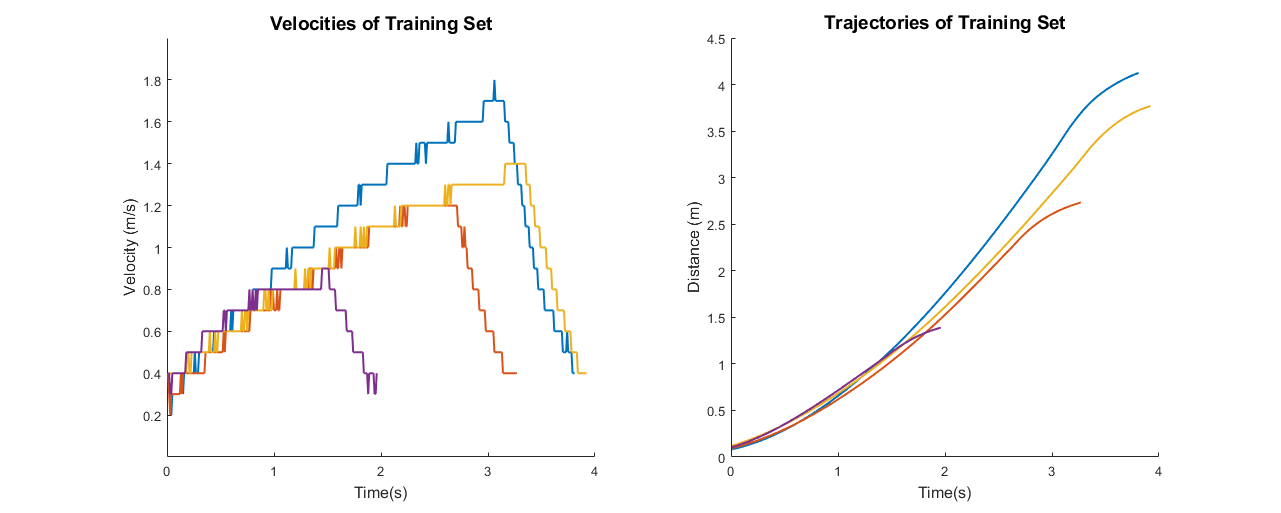 Velocities of Training Set
1.8
1.6
1.4
1.2
1
0.8
0.6
0.4
0.2
Velocity (m/s)
0 1 2 3 4
Time(s)
Trajectories of Training Set
4.5
4
3.5
3
2.5
2
1.5
1
0.5
0
Distance (m)
0 1 2 3 4
Time(s)